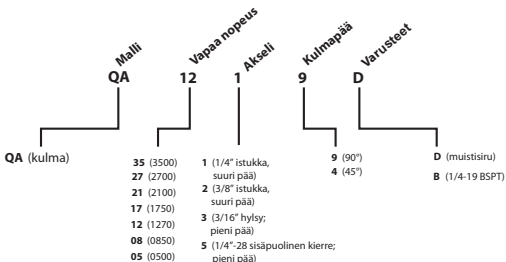 Malli
Vapaa nopeus
Akseli
Kulmapää
Varusteet
QA 12 1 9 D
QA (kulma)
35 (3500)
27 (2700)
21 (2100)
17 (1750)
12 (1270)
08 (0850)
05 (0500)
1 (1/4" istukka,
suuri pää)
2 (3/8" istukka,
suuri pää)
3 (3/16" hylsy;
pieni pää)
5 (1/4"-28 sisäpuolinen kierre;
pieni pää)
9 (90°)
4 (45°)
D (muistisiru)
B (1/4-19 BSPT)